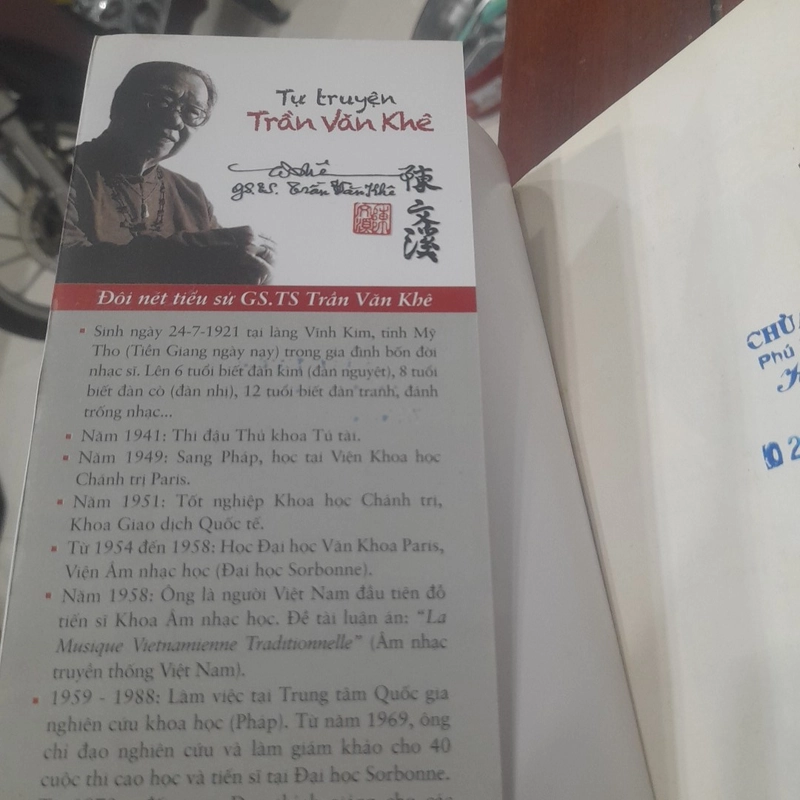 Tự truyện
Trần Văn Khê
GS.TS. Trần Văn Khê
陳文溪
Đôi nét tiểu sử GS.TS Trần Văn Khê
Sinh ngày 24-7-1921 tại làng Vĩnh Kim, tỉnh Mỹ
Tho (Tiền Giang ngày nay) trong gia đình bốn đời
nhạc sĩ. Lên 6 tuổi biết đàn kìm (đàn nguyệt), 8 tuổi
biết đàn cò (đàn nhị), 12 tuổi biết đàn tranh, đánh
trống nhạc...
Năm 1941: Thi đậu Thủ khoa Tú tài.
Năm 1949: Sang Pháp, học tại Viện Khoa học
Chánh trị Paris.
Năm 1951: Tốt nghiệp Khoa học Chánh trị,
Khoa Giao dịch Quốc tế.
Từ 1954 đến 1958: Học Đại học Văn Khoa Paris,
Viện Âm nhạc học (Đại học Sorbonne).
Năm 1958: Ông là người Việt Nam đầu tiên đỗ
tiến sĩ Khoa Âm nhạc học. Đề tài luận án: "La
Musique Vietnamienne Traditionnelle" (Âm nhạc
truyền thống Việt Nam).
1959 - 1988: Làm việc tại Trung tâm Quốc gia
nghiên cứu khoa học (Pháp). Từ năm 1969, ông
chỉ đạo nghiên cứu và làm giám khảo cho 40
cuộc thi cao học và tiến sĩ tại Đại học Sorbonne.
CHÙA
Phú